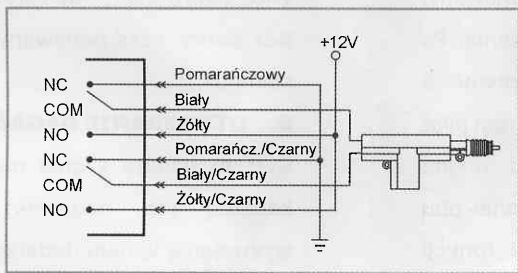 +12V
NC
Pomarańczowy
COM
Biały
NO
Żółty
NC
Pomarańcz./Czarny
COM
Biały/Czarny
NO
Żółty/Czarny